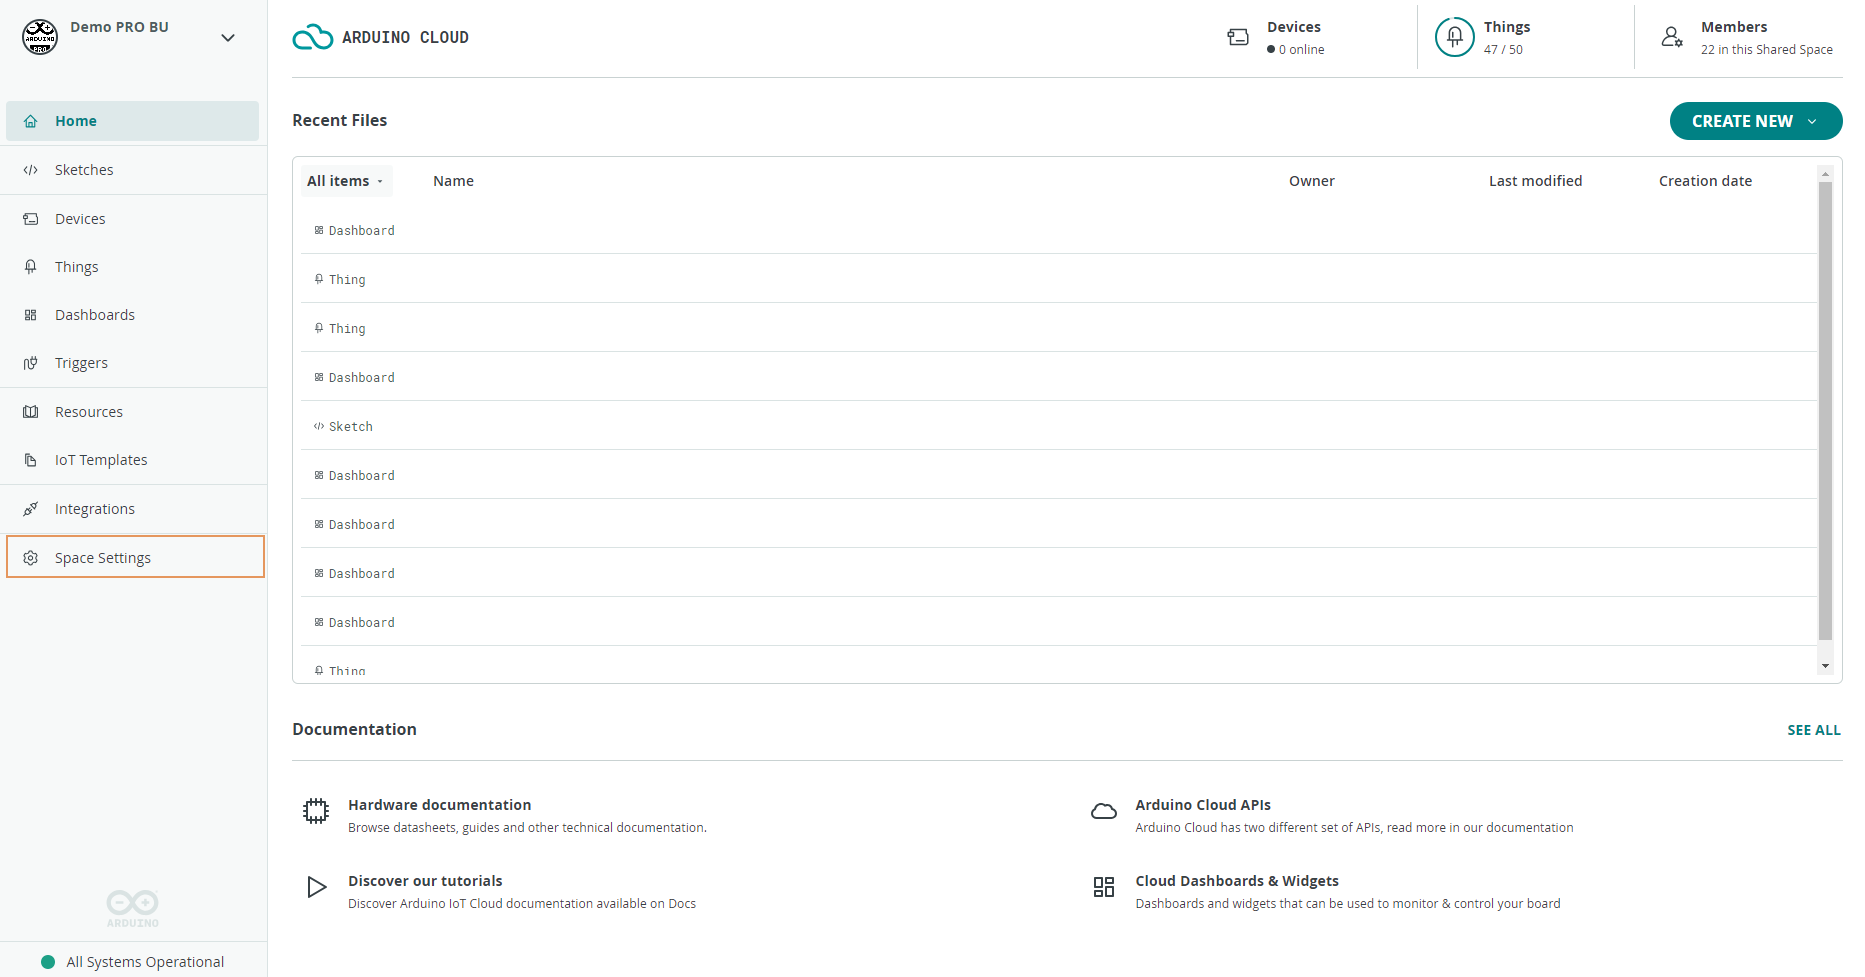 Demo PRO BU
Home
Sketches
Devices
Things
Dashboards
Triggers
Resources
IoT Templates
Integrations
Space Settings
ARDUINO
All Systems Operational
ARDUINO CLOUD
Devices
0 online
Things
47 / 50
Members
22 in this Shared Space
Recent Files
CREATE NEW
All items Name Owner Last modified Creation date
Dashboard
Thing
Thing
Dashboard
Sketch
Dashboard
Dashboard
Dashboard
Dashboard
Thing
Documentation
SEE ALL
Hardware documentation
Browse datasheets, guides and other technical documentation.
Arduino Cloud APIs
Arduino Cloud has two different set of APIs, read more in our documentation
Discover our tutorials
Discover Arduino IoT Cloud documentation available on Docs
Cloud Dashboards & Widgets
Dashboards and widgets that can be used to monitor & control your board